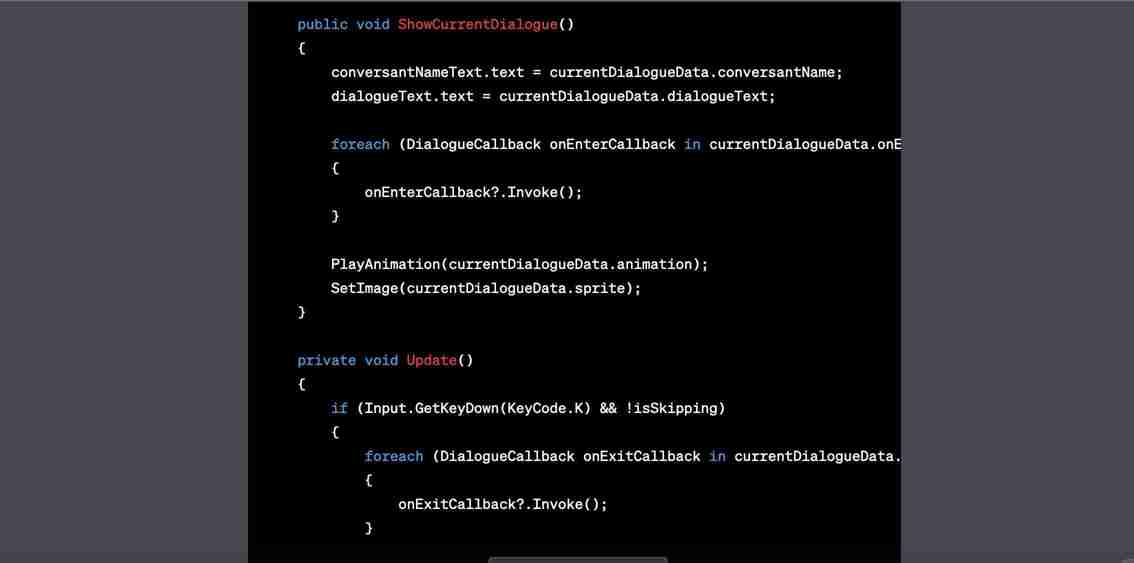 public void ShowCurrentDialogue()
{
conversantNameText.text = currentDialogueData.conversantName;
dialogueText.text = currentDialogueData.dialogueText;
foreach (DialogueCallback onEnterCallback in currentDialogueData.onE
{
onEnterCallback?.Invoke();
}
PlayAnimation(currentDialogueData.animation);
SetImage(currentDialogueData.sprite);
}
private void Update()
{
if (Input.GetKeyDown(KeyCode.K) && !isSkipping)
{
foreach (DialogueCallback onExitCallback in currentDialogueData.
{
onExitCallback?.Invoke();
}